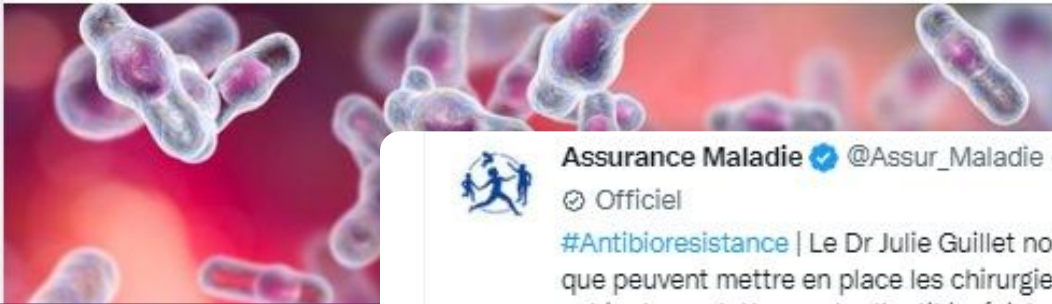 Assurance Maladie @Assur_Maladie
Officiel
#Antibioresistance | Le Dr Julie Guillet no
que peuvent mettre en place les chirurgie